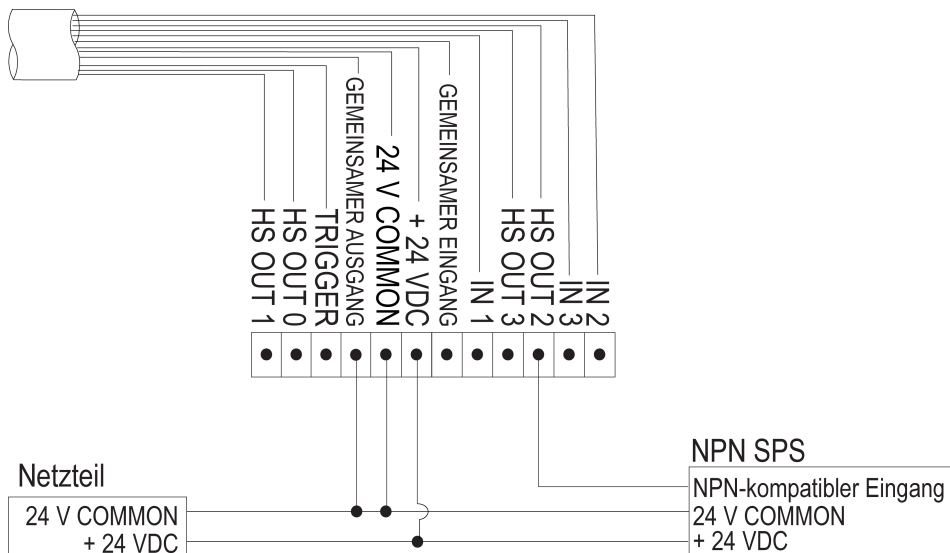 HS OUT 1
HS OUT 0
TRIGGER
GEMEINSAMER AUSGANG
24 V COMMON
+ 24 VDC
GEMEINSAMER EINGANG
IN 1
HS OUT 3
HS OUT 2
IN 3
IN 2
Netzteil
24 V COMMON
+ 24 VDC
NPN SPS
NPN-kompatibler Eingang
24 V COMMON
+ 24 VDC